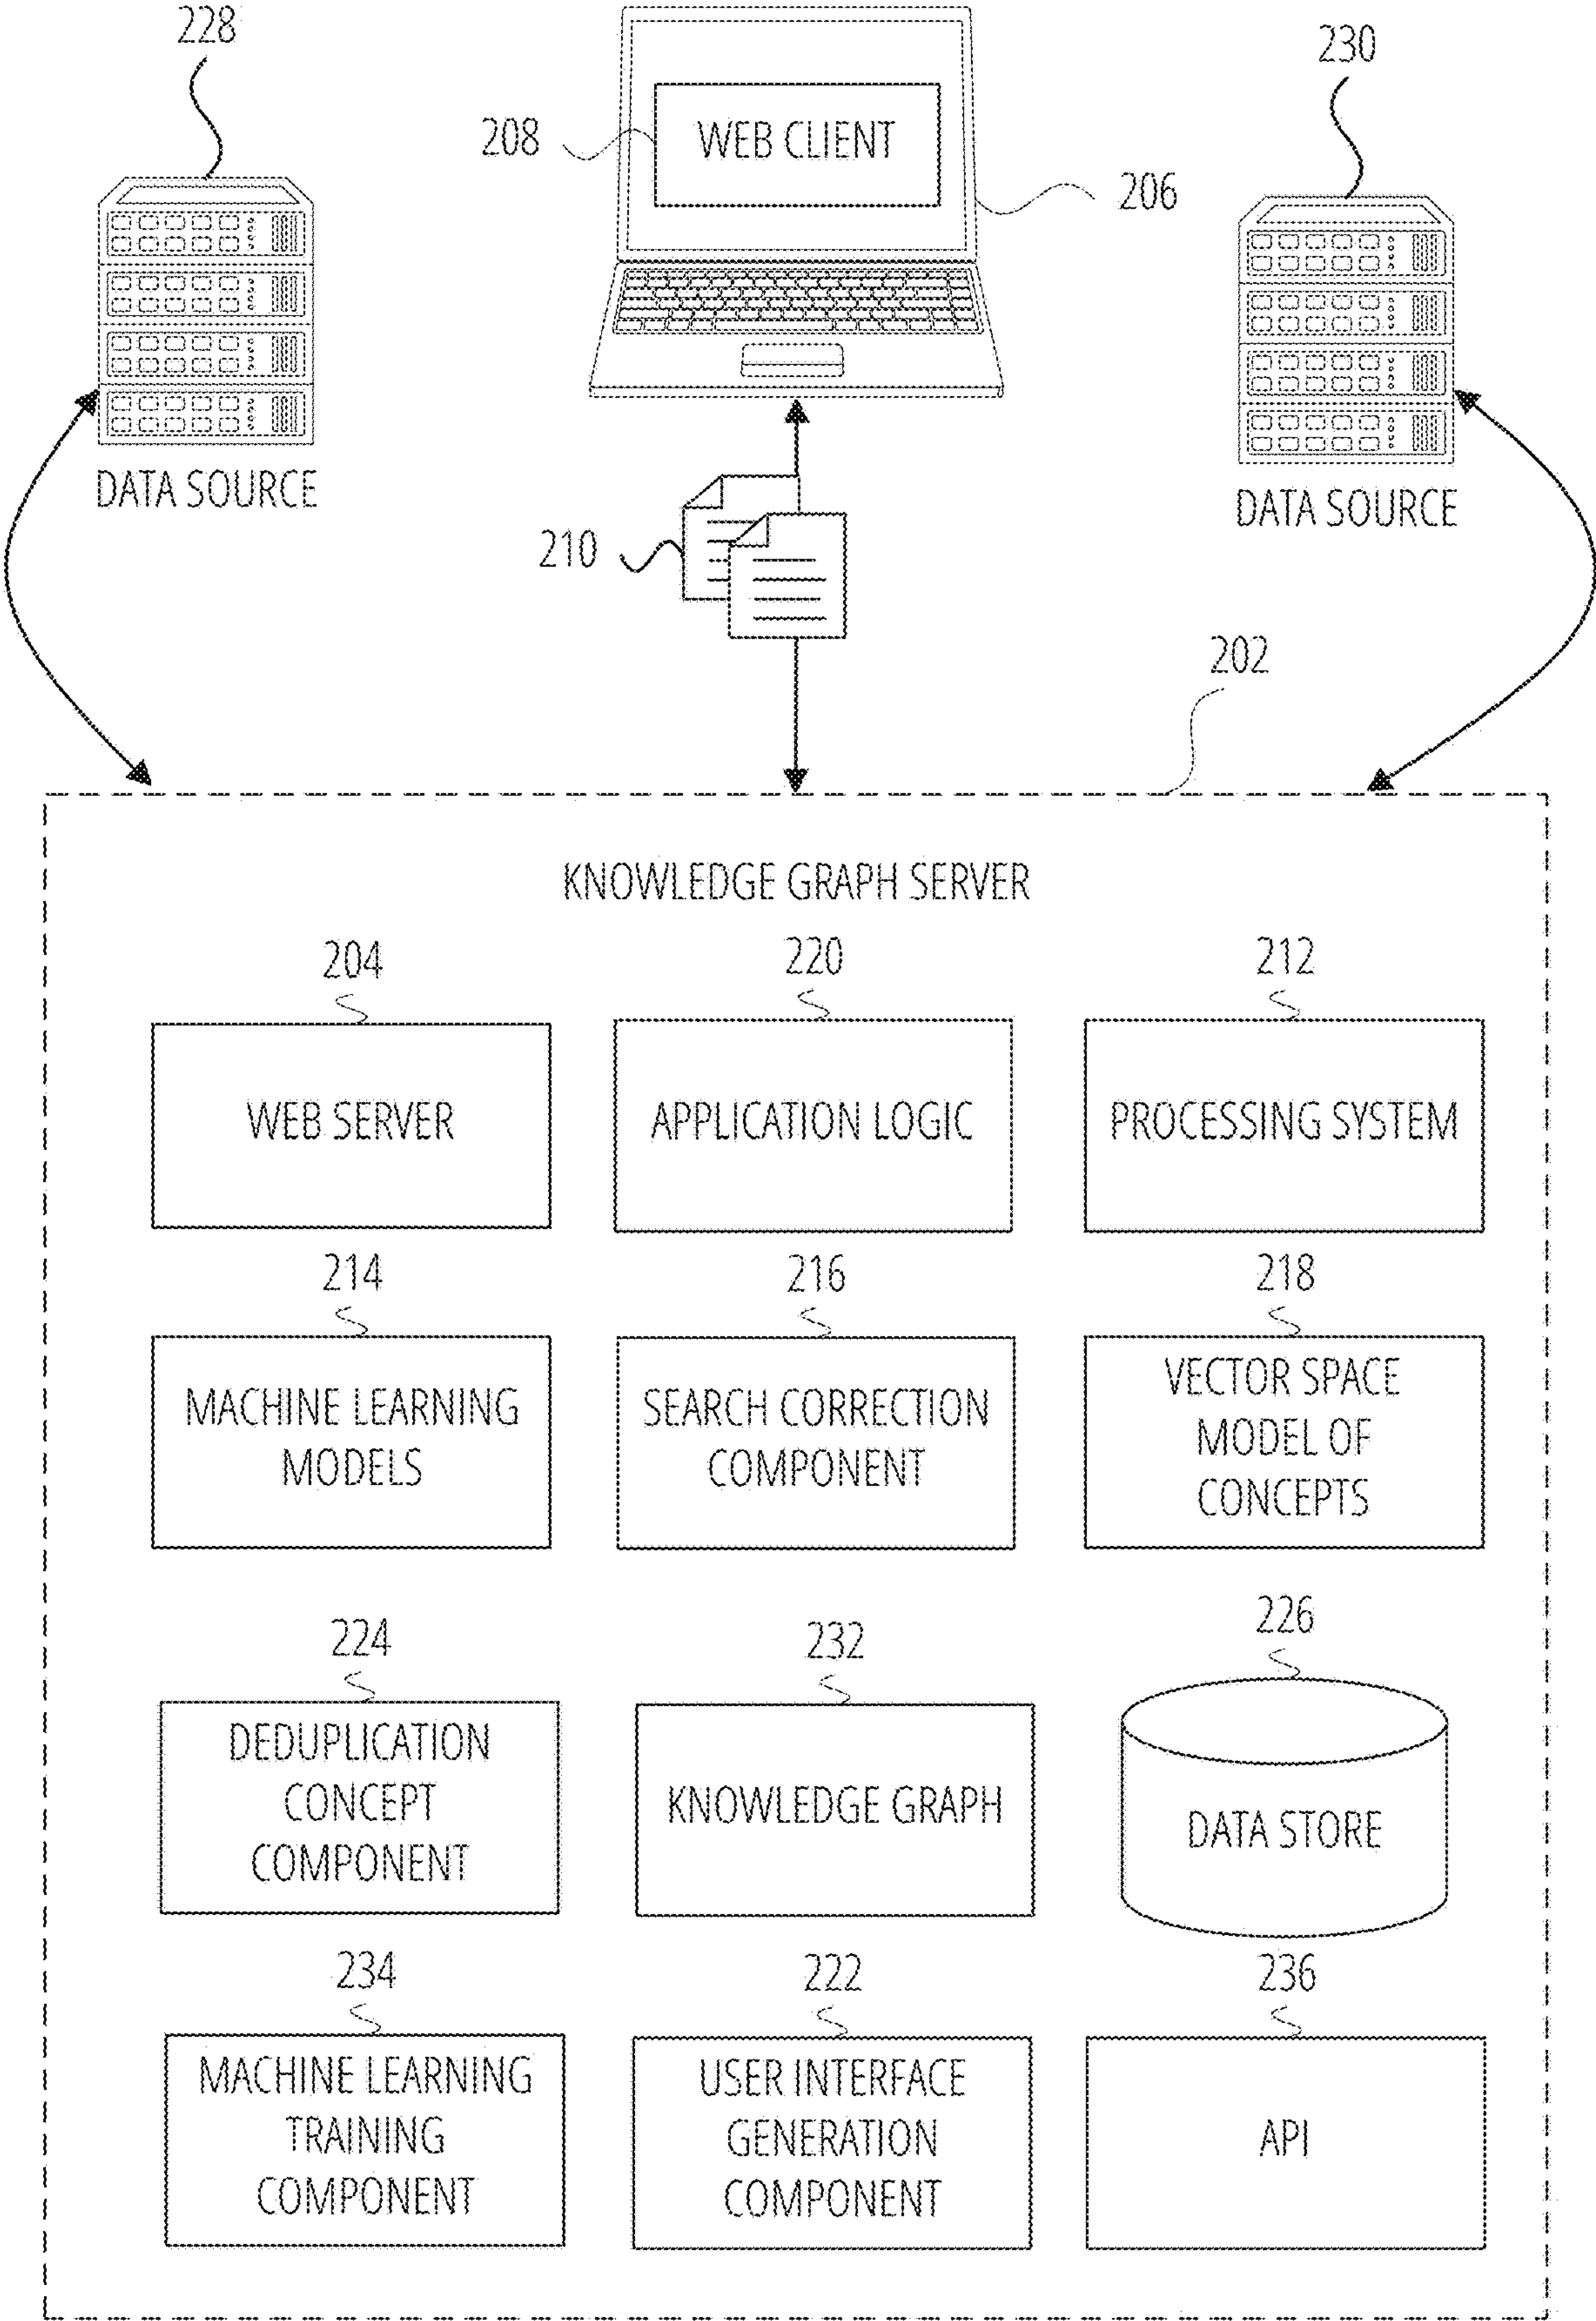 228
230
208
WEB CLIENT
206
DATA SOURCE
DATA SOURCE
210
202
KNOWLEDGE GRAPH SERVER
204
220
212
WEB SERVER
APPLICATION LOGIC
PROCESSING SYSTEM
214
216
218
MACHINE LEARNING
MODELS
SEARCH CORRECTION
COMPONENT
VECTOR SPACE
MODEL OF
CONCEPTS
224
232
226
DEDUPLICATION
CONCEPT
COMPONENT
KNOWLEDGE GRAPH
DATA STORE
234
222
236
MACHINE LEARNING
TRAINING
COMPONENT
USER INTERFACE
GENERATION
COMPONENT
API